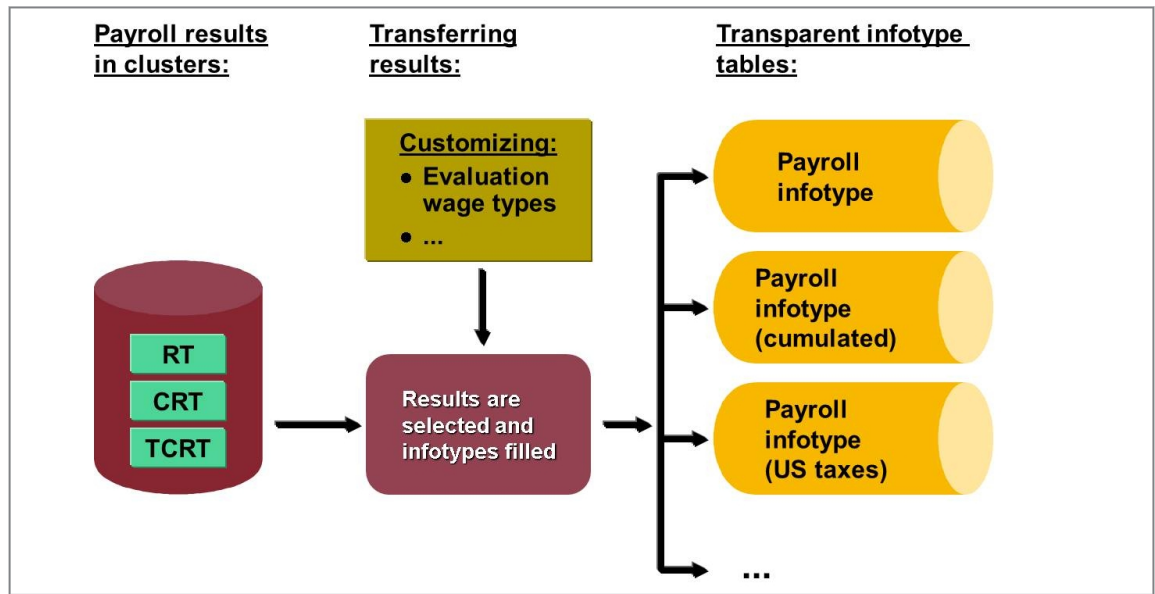 Payroll results
in clusters:
Transferring
results:
Transparent infotype
tables:
Customizing:
● Evaluation
wage types
● ...
RT
CRT
TCRT
Results are
selected and
infotypes filled
Payroll
infotype
Payroll
infotype
(cumulated)
Payroll
infotype
(US taxes)
...